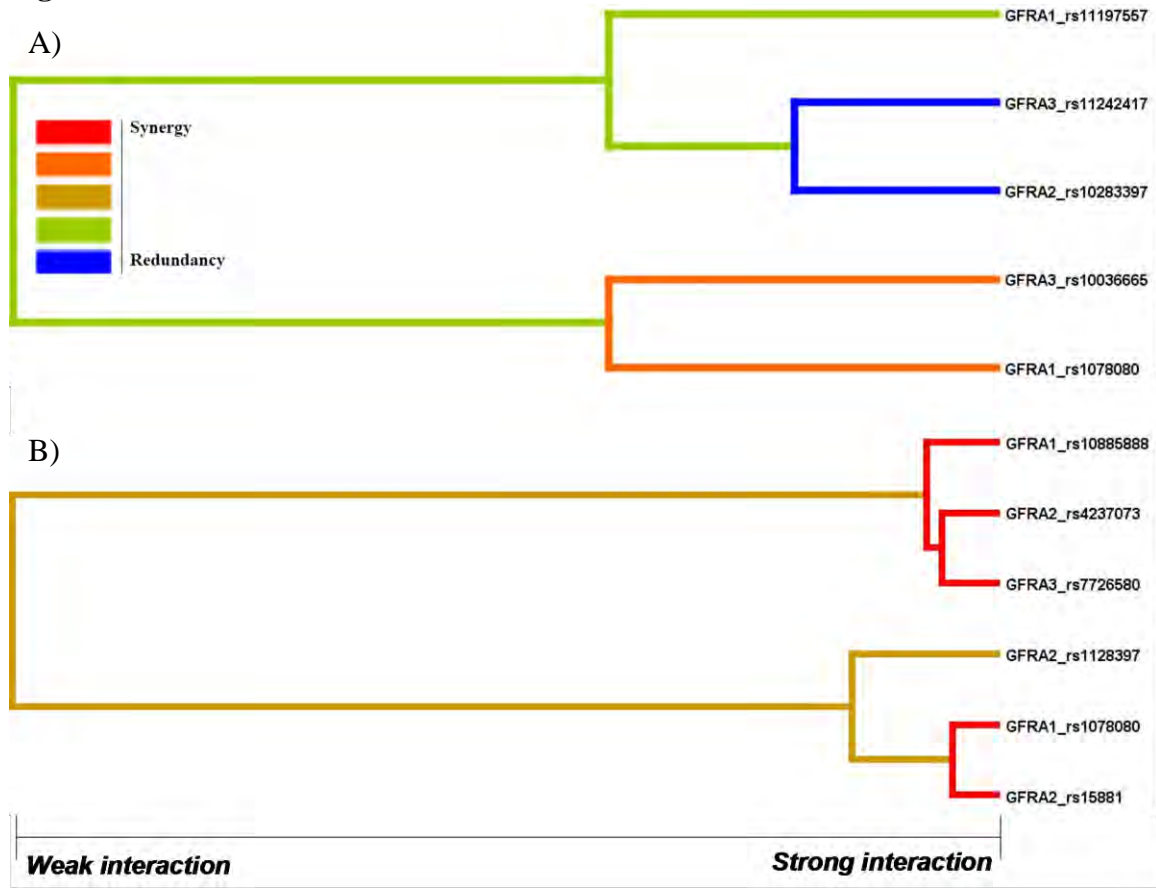 GFRA1_rs11197557
A)
GFRA3_rs11242417
Synergy
GFRA2_rs10283397
Redundancy
GFRA3_rs10036665
GFRA1_rs1078080
GFRA1_rs10885888
B)
GFRA2_rs4237073
GFRA3_rs7726580
GFRA2_rs1128397
GFRA1_rs1078080
GFRA2_rs15881
Weak interaction Strong interaction